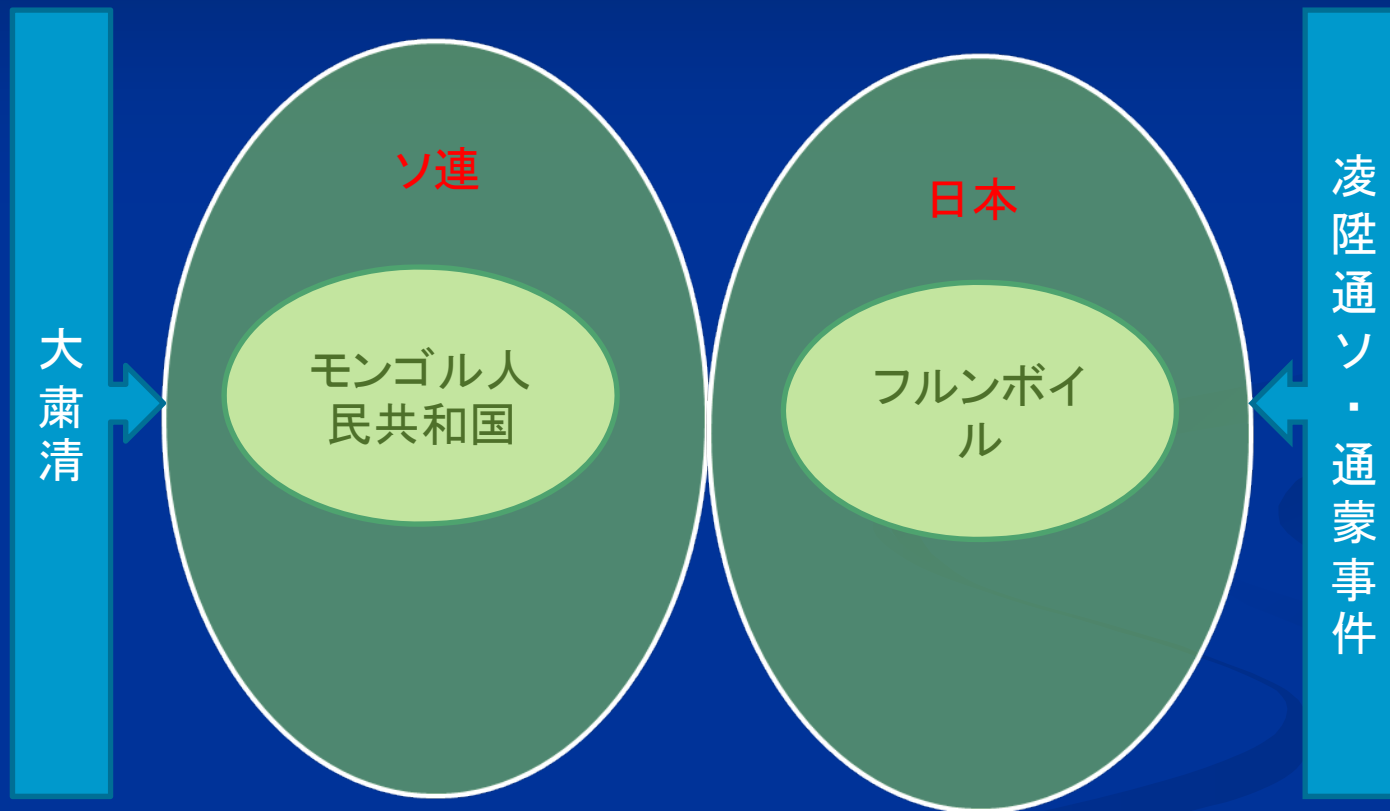 大粛清
ソ連
モンゴル人
民共和国
日本
フルンボイ
ル
凌陞通ソ・通蒙事件